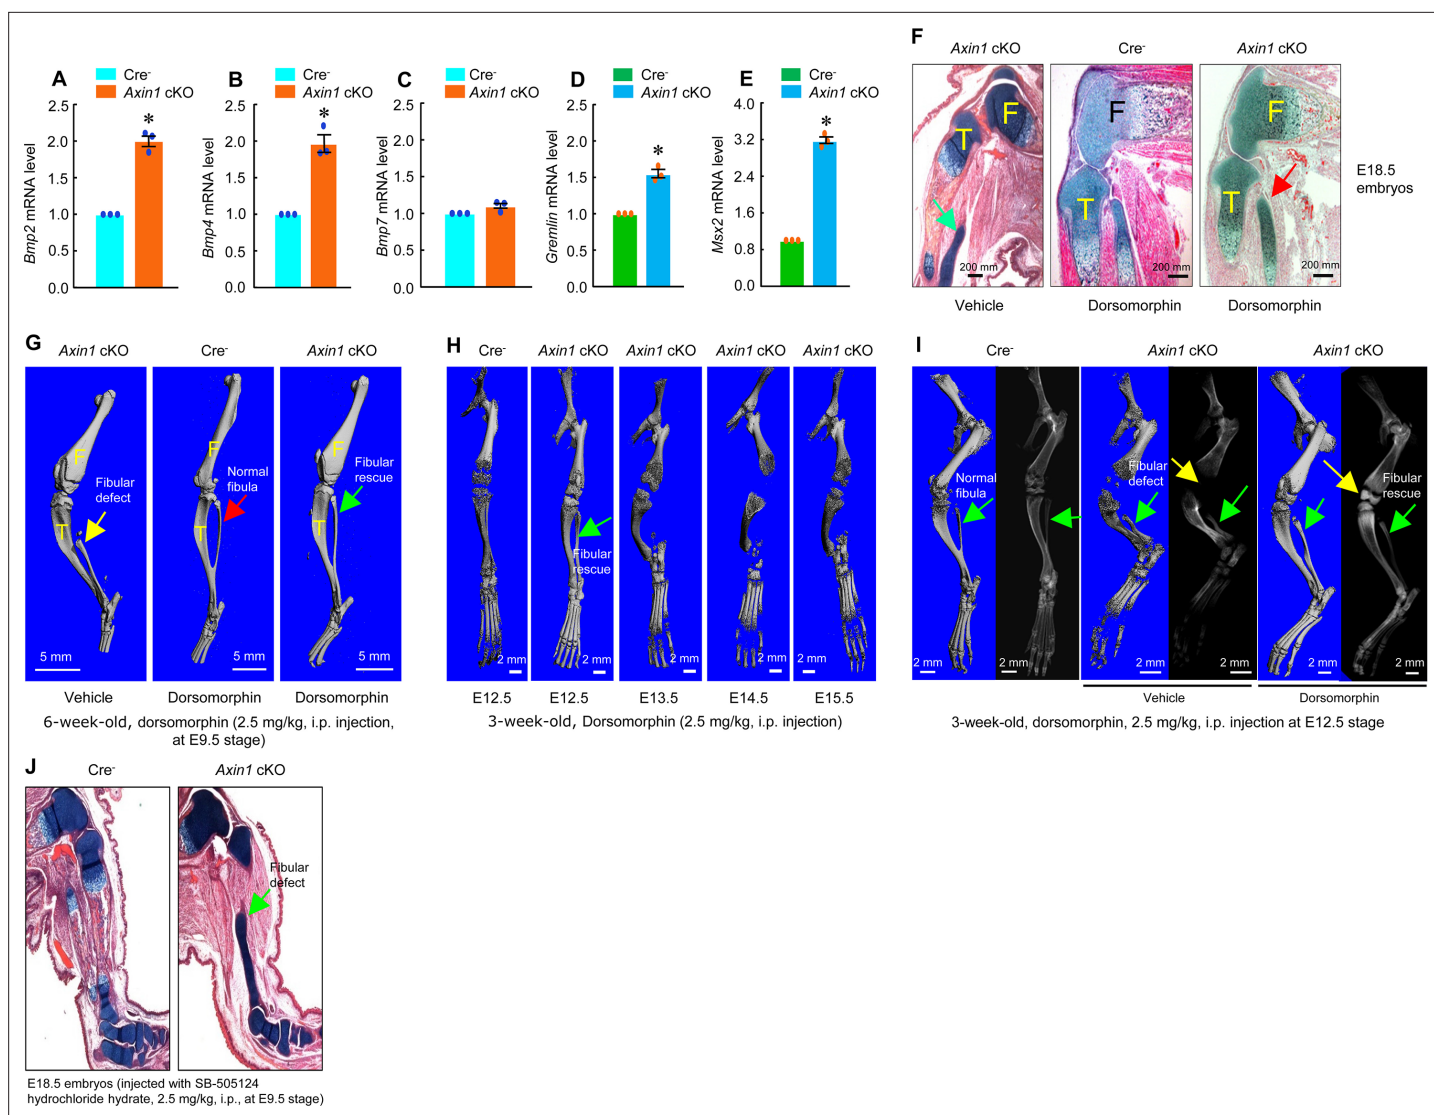 A
Cre-
Axin1 cKO
Bmp2 mRNA level
2.5
2.0
1.5
1.0
0.5
0.0
*
B
Cre-
Axin1 cKO
Bmp4 mRNA level
2.5
2.0
1.5
1.0
0.5
0.0
*
C
Cre-
Axin1 cKO
Bmp7 mRNA level
2.5
2.0
1.5
1.0
0.5
0.0
D
Cre-
Axin1 cKO
Gremlin mRNA level
2.5
2.0
1.5
1.0
0.5
0.0
*
E
Cre-
Axin1 cKO
Msx2 mRNA level
4.0
3.2
2.4
1.6
0.8
0.0
*
F
Axin1 cKO
Cre-
Axin1 cKO
F
T
200 mm
F
T
200 mm
F
T
200 mm
E18.5
embryos
Vehicle
Dorsomorphin
Dorsomorphin
G
Axin1 cKO
Cre-
Axin1 cKO
F
Fibular
defect
T
5 mm
F
Normal
fibula
T
5 mm
F
Fibular
rescue
T
5 mm
Vehicle
Dorsomorphin
Dorsomorphin
6-week-old, dorsomorphin (2.5 mg/kg, i.p. injection,
at E9.5 stage)
H
Cre-
Axin1 cKO
Axin1 cKO
Axin1 cKO
Axin1 cKO
Fibular
rescue
2 mm
2 mm
2 mm
2 mm
2 mm
E12.5
E12.5
E13.5
E14.5
E15.5
3-week-old, Dorsomorphin (2.5 mg/kg, i.p. injection)
I
Cre-
Axin1 cKO
Axin1 cKO
Normal
fibula
Fibular
defect
Fibular
rescue
2 mm
2 mm
2 mm
2 mm
2 mm
2 mm
Vehicle
Dorsomorphin
3-week-old, dorsomorphin, 2.5 mg/kg, i.p. injection at E12.5 stage
J
Cre-
Axin1 cKO
Fibular
defect
E18.5 embryos (injected with SB-505124
hydrochloride hydrate, 2.5 mg/kg, i.p., at E9.5 stage)